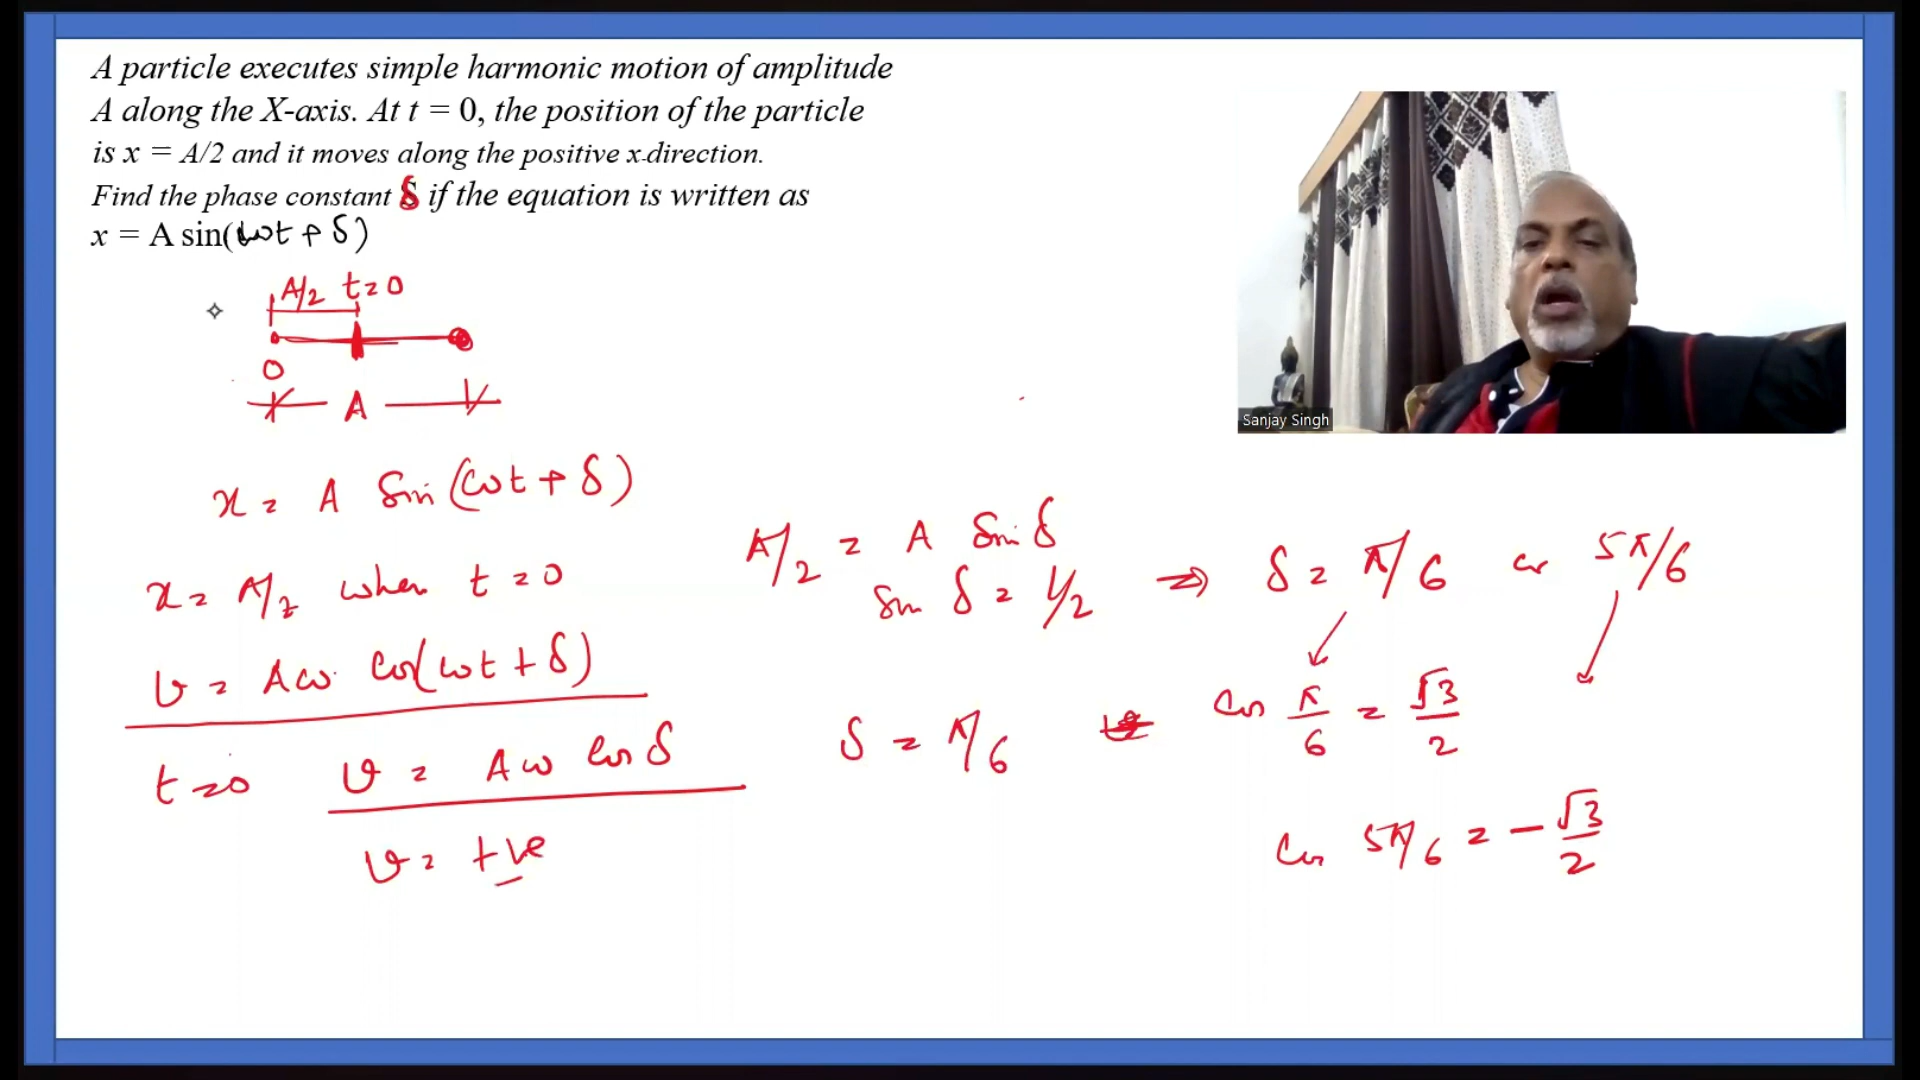 A particle executes simple harmonic motion of amplitude
A along the X-axis. At t = 0, the position of the particle
is x = A/2 and it moves along the positive x-direction.
Find the phase constant δ if the equation is written as
x = A sin(ωt + δ)
A/2 t=0
0
A
Sanjay Singh
x = A Sin (ωt + δ)
x = A/2 when t = 0
v = Aω cos(ωt + δ)
t=0 v = Aω cos δ
v = +ve
A/2 = A Sin δ
Sin δ = 1/2 ⇒ δ = π/6 or 5π/6
δ = π/6
Cos π/6 = √3/2
Cos 5π/6 = -√3/2